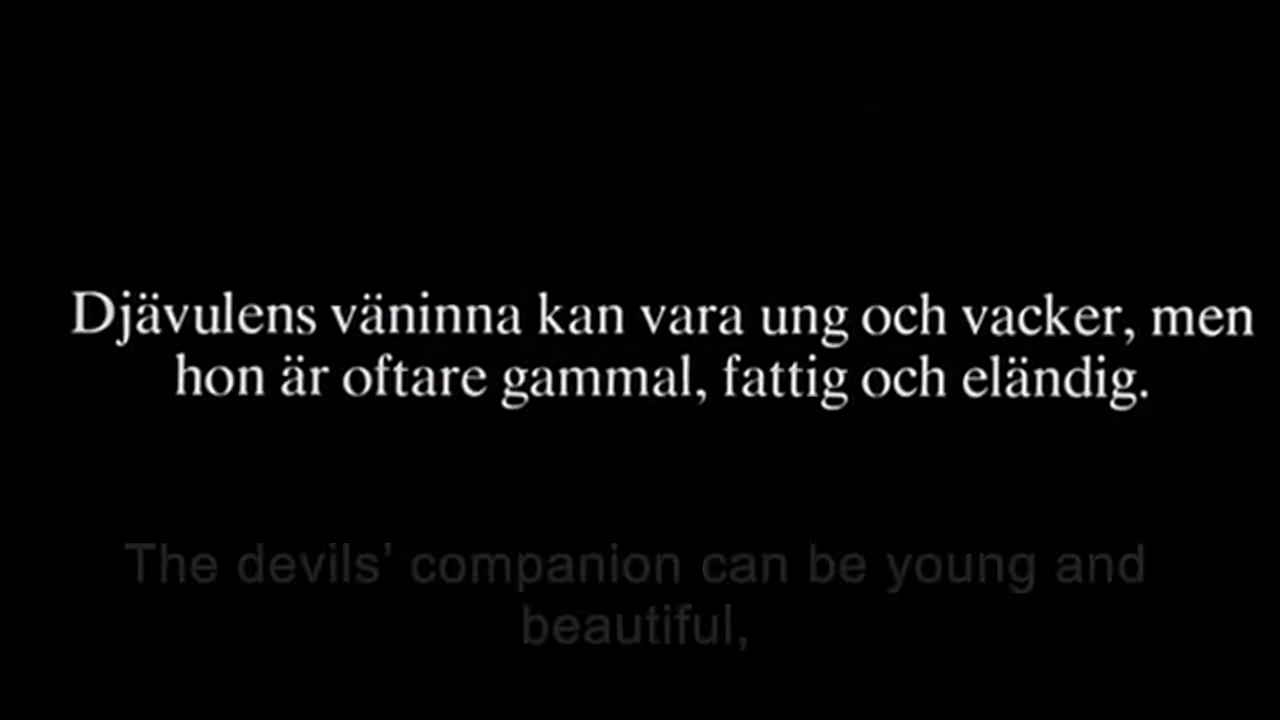 Djävulens väninna kan vara ung och vacker, men
hon är oftare gammal, fattig och eländig.
The devils’ companion can be young and
beautiful,